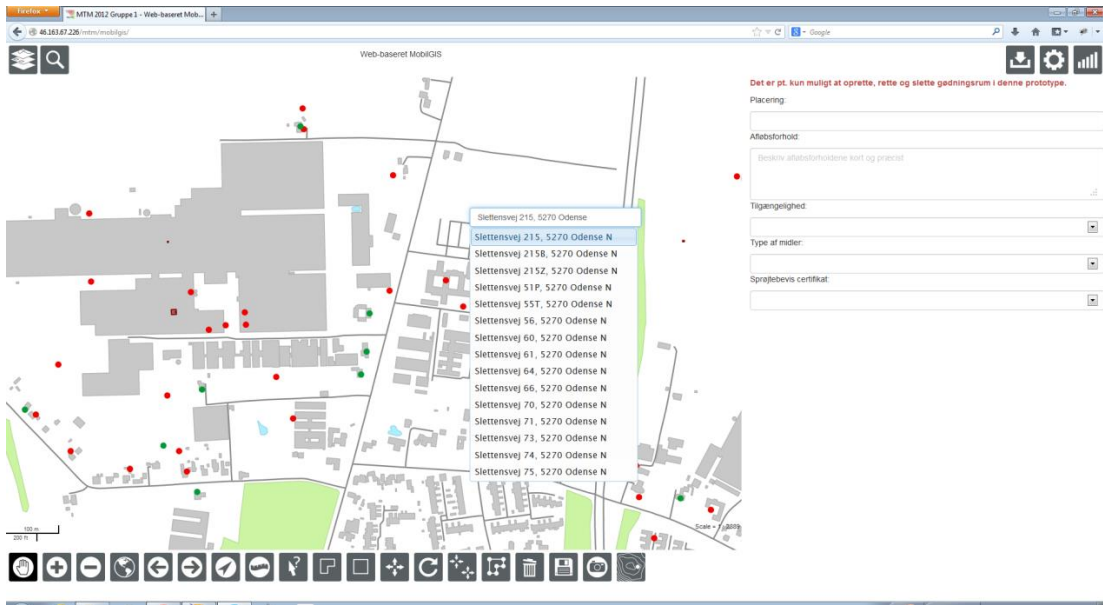 Firefox
MTM 2012 Gruppe 1 - Web-baseret Mob...
46.163.67.226/mtm/mobilgis/
Google
Web-baseret MobilGIS
Det er pt. kun muligt at oprette, rette og slette gødningsrum i denne prototype.
Placering:
Afløbsforhold:
Beskriv afløbsforholdene kort og præcist
Tilgængelighed:
Type af midler:
Sprøjtebevis certifikat:
Slettensvej 215, 5270 Odense
Slettensvej 215, 5270 Odense N
Slettensvej 215B, 5270 Odense N
Slettensvej 215Z, 5270 Odense N
Slettensvej 51P, 5270 Odense N
Slettensvej 55T, 5270 Odense N
Slettensvej 56, 5270 Odense N
Slettensvej 60, 5270 Odense N
Slettensvej 61, 5270 Odense N
Slettensvej 64, 5270 Odense N
Slettensvej 66, 5270 Odense N
Slettensvej 70, 5270 Odense N
Slettensvej 71, 5270 Odense N
Slettensvej 73, 5270 Odense N
Slettensvej 74, 5270 Odense N
Slettensvej 75, 5270 Odense N
100 m
200 ft
Scale = 1 :